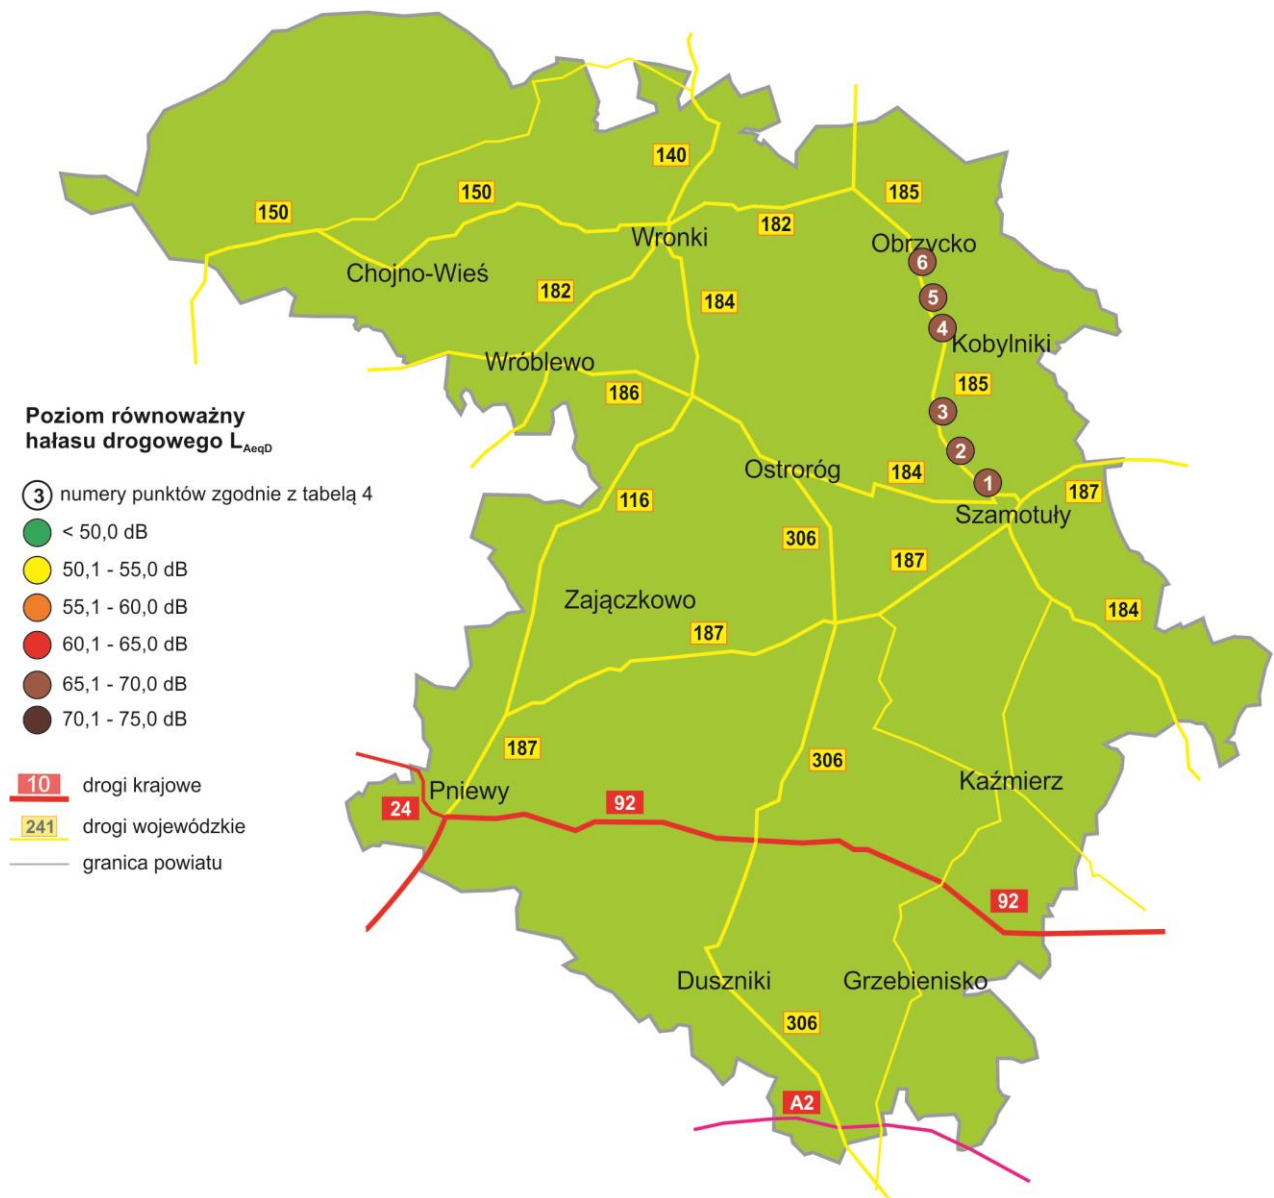 140
150
185
150
182
Wronki
Obrzycko
6
Chojno-Wieś
182
5
184
4
Kobylniki
Wróblewo
186
185
3
Poziom równoważny
hałasu drogowego LAeqD
2
Ostroróg
184
1
187
3 numery punktów zgodnie z tabelą 4
116
Szamotuły
< 50,0 dB
306
187
50,1 - 55,0 dB
Zajączkowo
55,1 - 60,0 dB
184
187
60,1 - 65,0 dB
65,1 - 70,0 dB
70,1 - 75,0 dB
187
306
10 drogi krajowe
Pniewy
Kaźmierz
24
92
241 drogi wojewódzkie
granica powiatu
92
Duszniki
Grzebienisko
306
A2